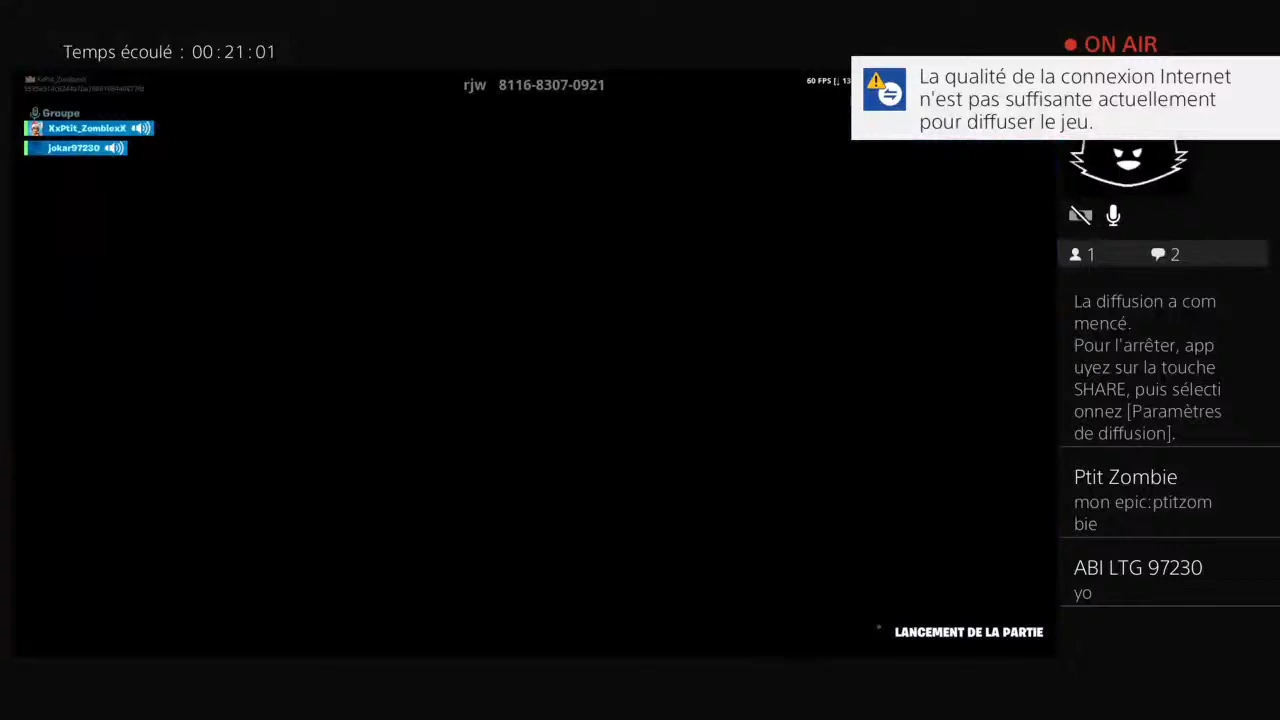 Temps écoulé : 00:21:01
ON AIR
La qualité de la connexion Internet
n'est pas suffisante actuellement
pour diffuser le jeu.
XxPtit_ZombiexX
rjw 8116-8307-0921
60 FPS
Groupe
XxPtit_ZombiexX
jokar97230
1
2
La diffusion a com
mencé.
Pour l'arrêter, app
uyez sur la touche
SHARE, puis sélecti
onnez [Paramètres
de diffusion].
Ptit Zombie
mon epic:ptitzom
bie
ABI LTG 97230
yo
LANCEMENT DE LA PARTIE